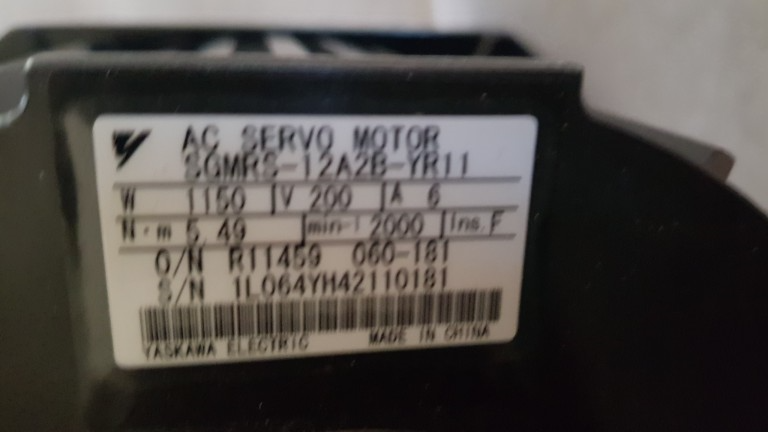 AC SERVO MOTOR
SGMRS-12A2B-YR11
W 1150 V 200 A 6
N·m 5.49 min-1 2000 Ins.F
O/N R11459 060-181
S/N 1L064YH42110181
YASKAWA ELECTRIC MADE IN CHINA